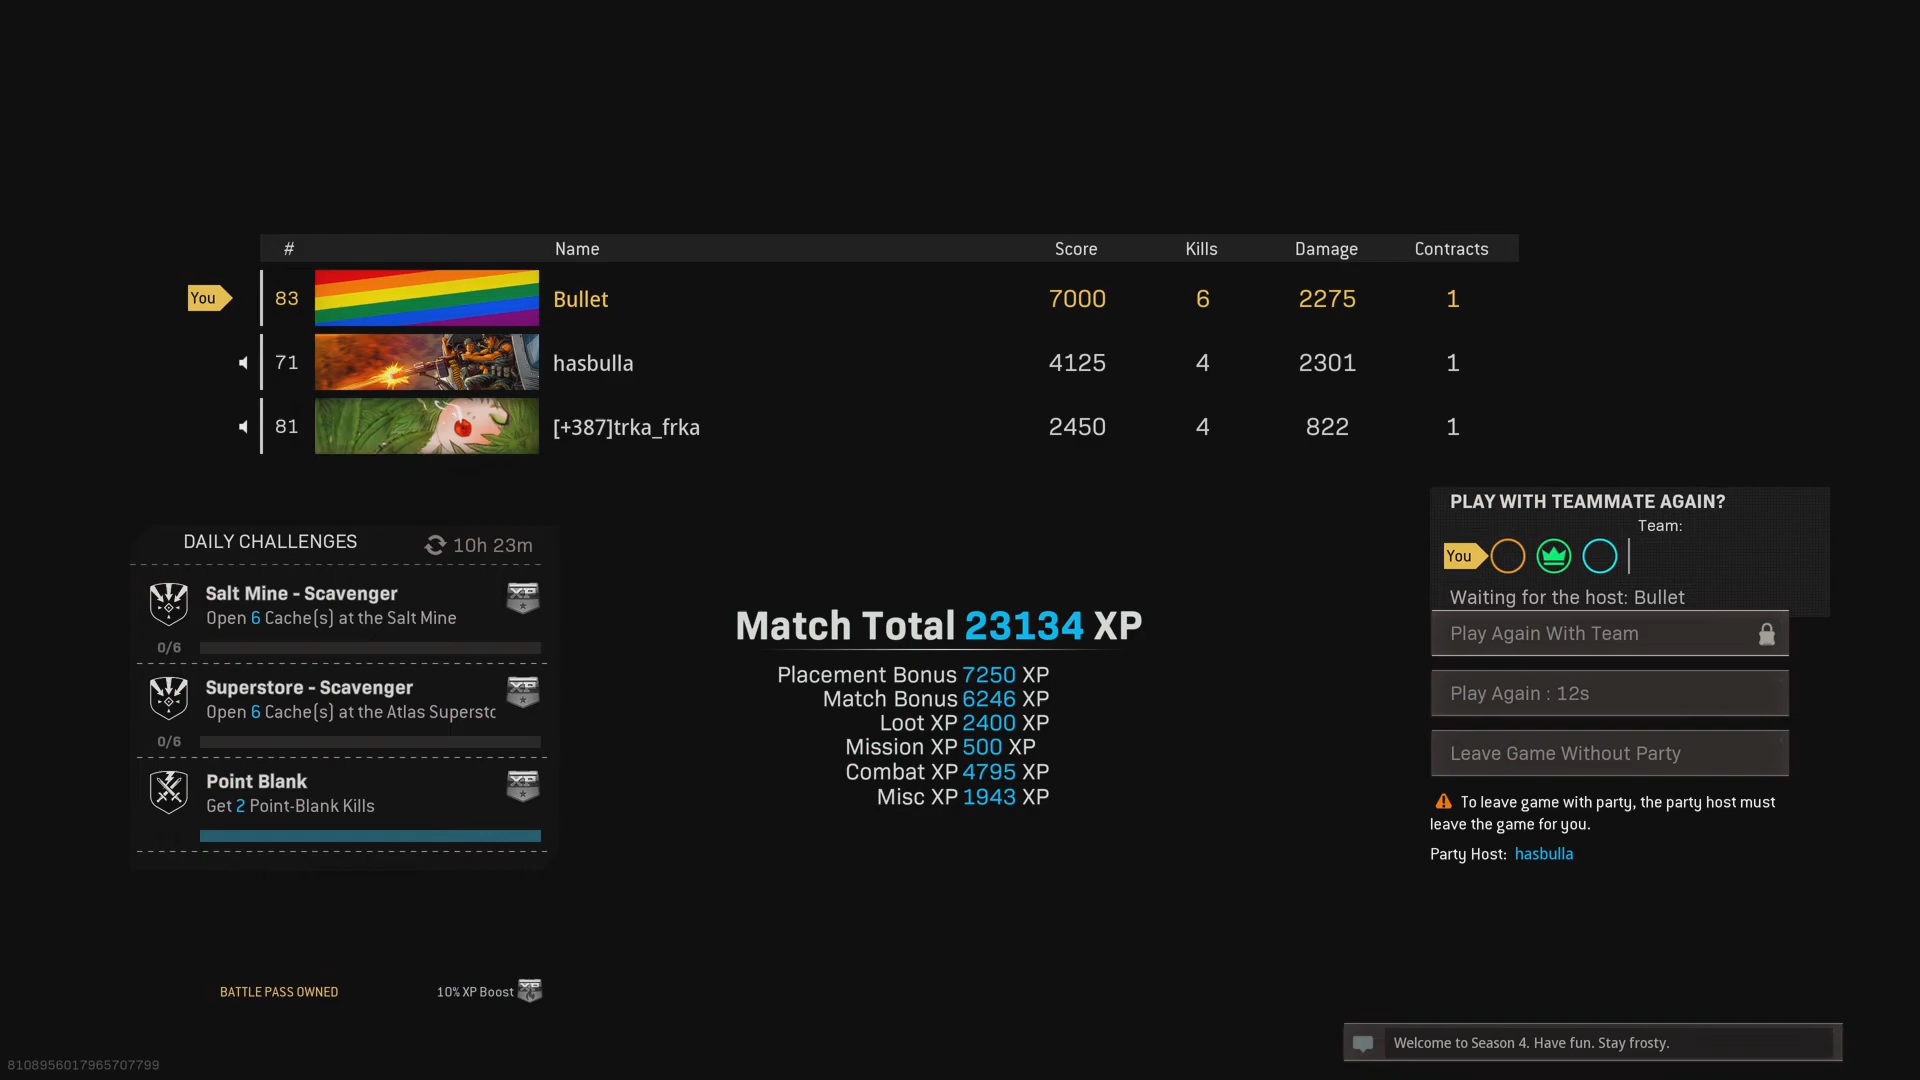 # Name Score Kills Damage Contracts
You 83 Bullet 7000 6 2275 1
71 hasbulla 4125 4 2301 1
81 [+387]trka_frka 2450 4 822 1
DAILY CHALLENGES 10h 23m
Salt Mine - Scavenger XP
Open 6 Cache(s) at the Salt Mine
0/6
Superstore - Scavenger XP
Open 6 Cache(s) at the Atlas Superstc
0/6
Point Blank XP
Get 2 Point-Blank Kills
BATTLE PASS OWNED 10% XP Boost XP
Match Total 23134 XP
Placement Bonus 7250 XP
Match Bonus 6246 XP
Loot XP 2400 XP
Mission XP 500 XP
Combat XP 4795 XP
Misc XP 1943 XP
PLAY WITH TEAMMATE AGAIN?
Team:
You
Waiting for the host: Bullet
Play Again With Team
Play Again : 12s
Leave Game Without Party
To leave game with party, the party host must
leave the game for you.
Party Host: hasbulla
Welcome to Season 4. Have fun. Stay frosty.
8108956017965707799